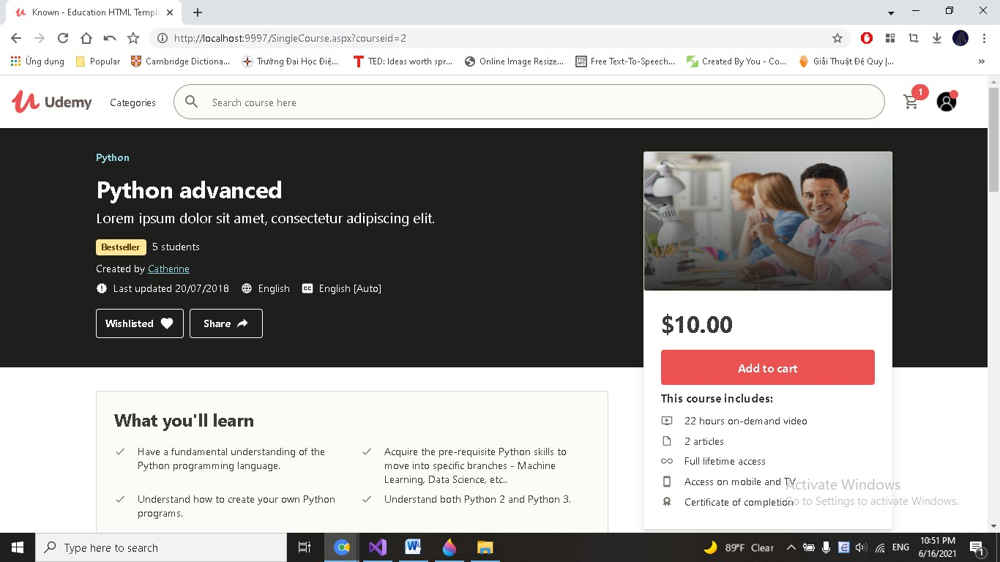 Known - Education HTML Templa
http://localhost:9997/SingleCourse.aspx?courseid=2
Ứng dụng
Popular
Cambridge Dictiona...
Trường Đại Học Điệ...
TED: Ideas worth spr...
Online Image Resize...
Free Text-To-Speech...
Created By You - Co...
Giải Thuật Đệ Quy |...
Udemy
Categories
Search course here
1
Python
Python advanced
Lorem ipsum dolor sit amet, consectetur adipiscing elit.
Bestseller 5 students
Created by Catherine
Last updated 20/07/2018 English CC English [Auto]
Wishlisted Share
$10.00
Add to cart
This course includes:
22 hours on-demand video
2 articles
Full lifetime access
Access on mobile and TV
Certificate of completion
What you'll learn
Have a fundamental understanding of the
Python programming language.
Acquire the pre-requisite Python skills to
move into specific branches - Machine
Learning, Data Science, etc..
Understand how to create your own Python
programs.
Understand both Python 2 and Python 3.
Activate Windows
Go to Settings to activate Windows.
Type here to search
89°F Clear
ENG
10:51 PM
6/16/2021
1